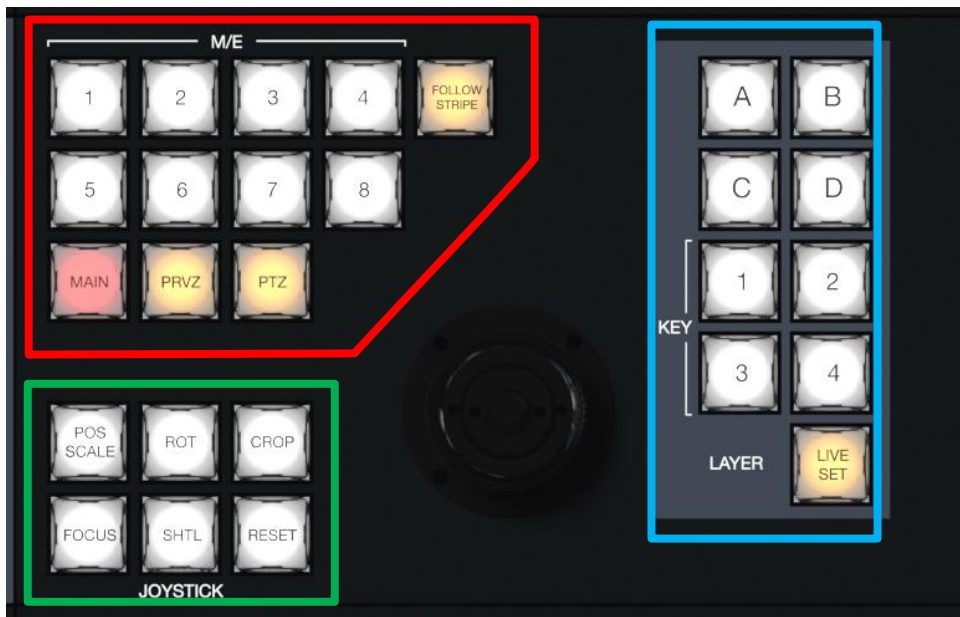 M/E
1 2 3 4 FOLLOW
STRIPE
5 6 7 8
MAIN PRVZ PTZ
POS
SCALE ROT CROP
FOCUS SHTL RESET
JOYSTICK
A B
C D
KEY
1 2
3 4
LAYER
LIVE
SET